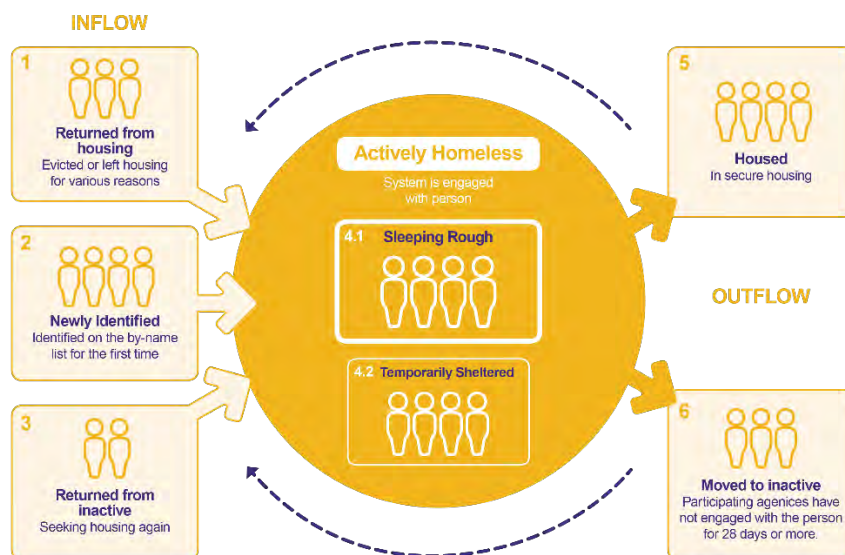 INFLOW
1
Returned from
housing
Evicted or left housing
for various reasons
2
Newly Identified
Identified on the by-name
list for the first time
3
Returned from
inactive
Seeking housing again
Actively Homeless
System is engaged
with person
4.1 Sleeping Rough
4.2 Temporarily Sheltered
5
Housed
In secure housing
OUTFLOW
6
Moved to inactive
Participating agenices have
not engaged with the person
for 28 days or more.